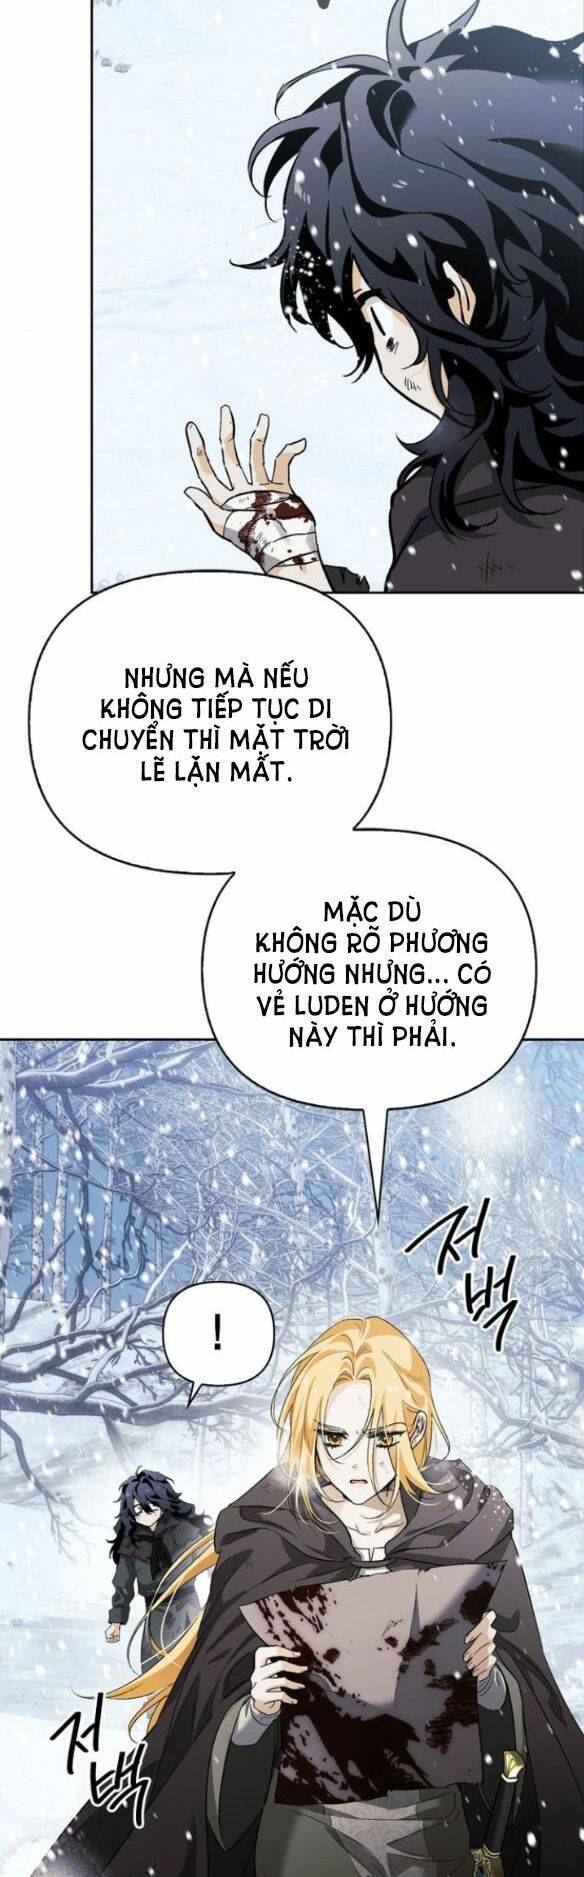 NHƯNG MÀ NẾU
KHÔNG TIẾP TỤC DI
CHUYỂN THÌ MẶT TRỜI
LẼ LẶN MẤT.
MẶC DÙ
KHÔNG RÕ PHƯƠNG
HƯỚNG NHƯNG... CÓ
VẺ LUDEN Ở HƯỚNG
NÀY THÌ PHẢI.
저벅
!
저벅